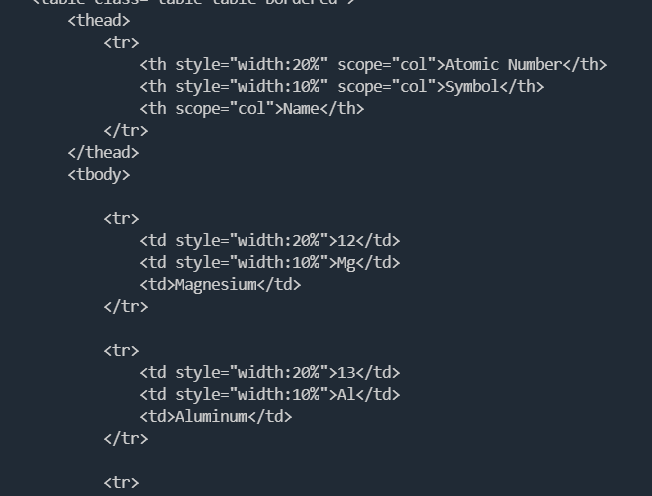 <table class="table table-bordered">
<thead>
<tr>
<th style="width:20%" scope="col">Atomic Number</th>
<th style="width:10%" scope="col">Symbol</th>
<th scope="col">Name</th>
</tr>
</thead>
<tbody>
<tr>
<td style="width:20%">12</td>
<td style="width:10%">Mg</td>
<td>Magnesium</td>
</tr>
<tr>
<td style="width:20%">13</td>
<td style="width:10%">Al</td>
<td>Aluminum</td>
</tr>
<tr>